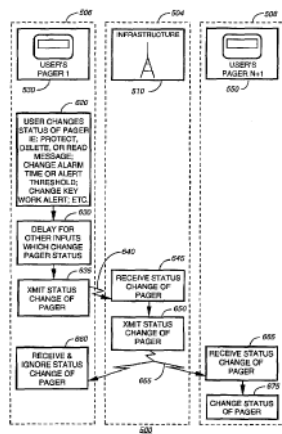 506
504
508
USER'S
PAGER 1
530
INFRASTRUCTURE
510
USER'S
PAGER N+1
550
620
USER CHANGES
STATUS OF PAGER
IE: PROTECT,
DELETE, OR READ
MESSAGE;
CHANGE ALARM
TIME OR ALERT
THRESHOLD;
CHANGE KEY
WORK ALERT; ETC.
630
DELAY FOR
OTHER INPUTS
WHICH CHANGE
PAGER STATUS
635
640
645
XMIT STATUS
CHANGE OF
PAGER
RECEIVE STATUS
CHANGE OF
PAGER
650
XMIT STATUS
CHANGE OF
PAGER
660
RECEIVE &
IGNORE STATUS
CHANGE OF
PAGER
655
665
RECEIVE STATUS
CHANGE OF
PAGER
675
CHANGE STATUS
OF PAGER
500